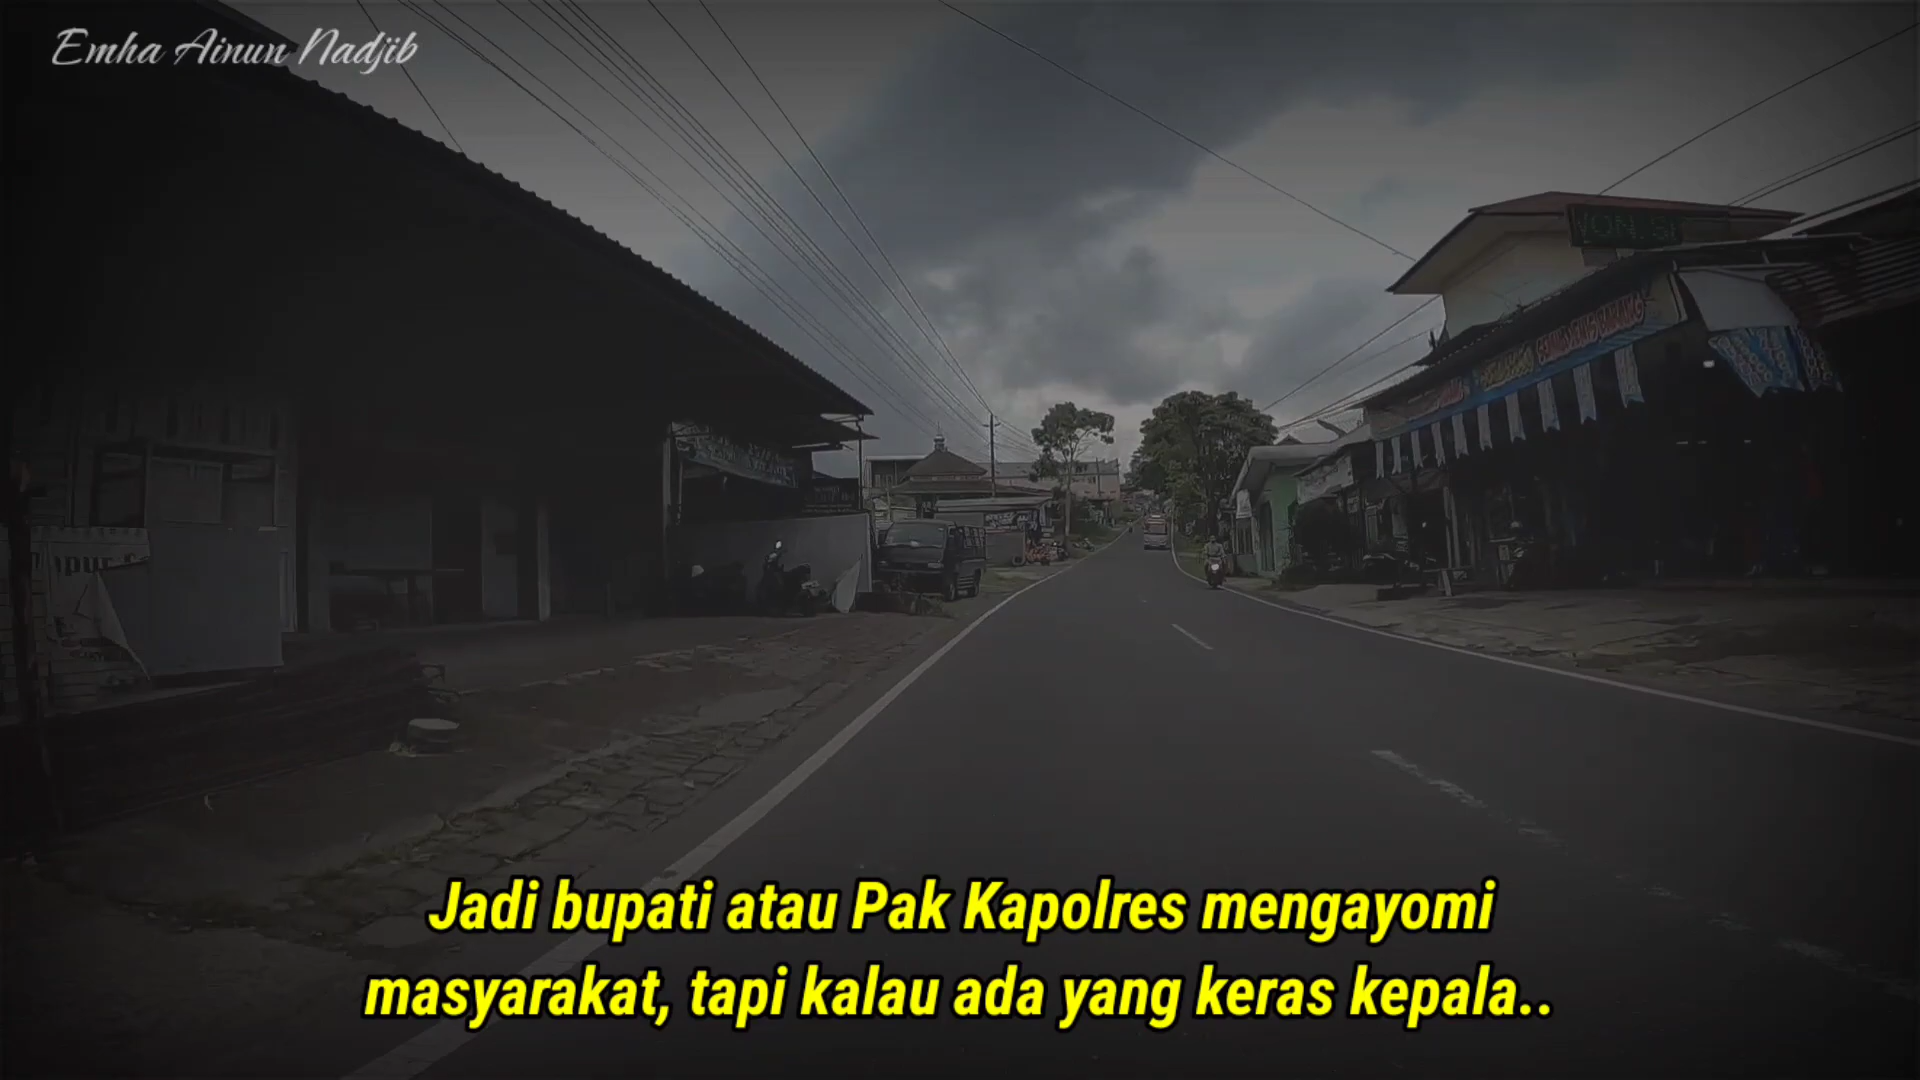 Emha Ainun Nadjib
Jadi bupati atau Pak Kapolres mengayomi
masyarakat, tapi kalau ada yang keras kepala..